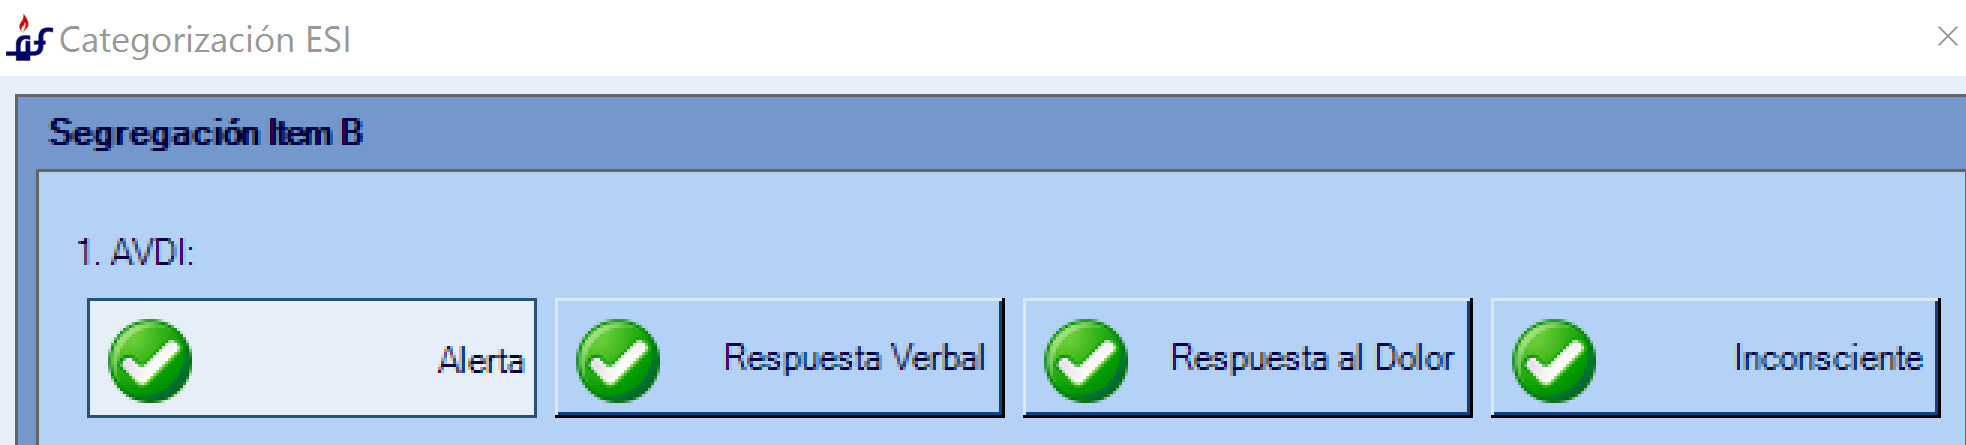 Categorización ESI
Segregación Item B
1. AVDI:
Alerta Respuesta Verbal Respuesta al Dolor Inconsciente